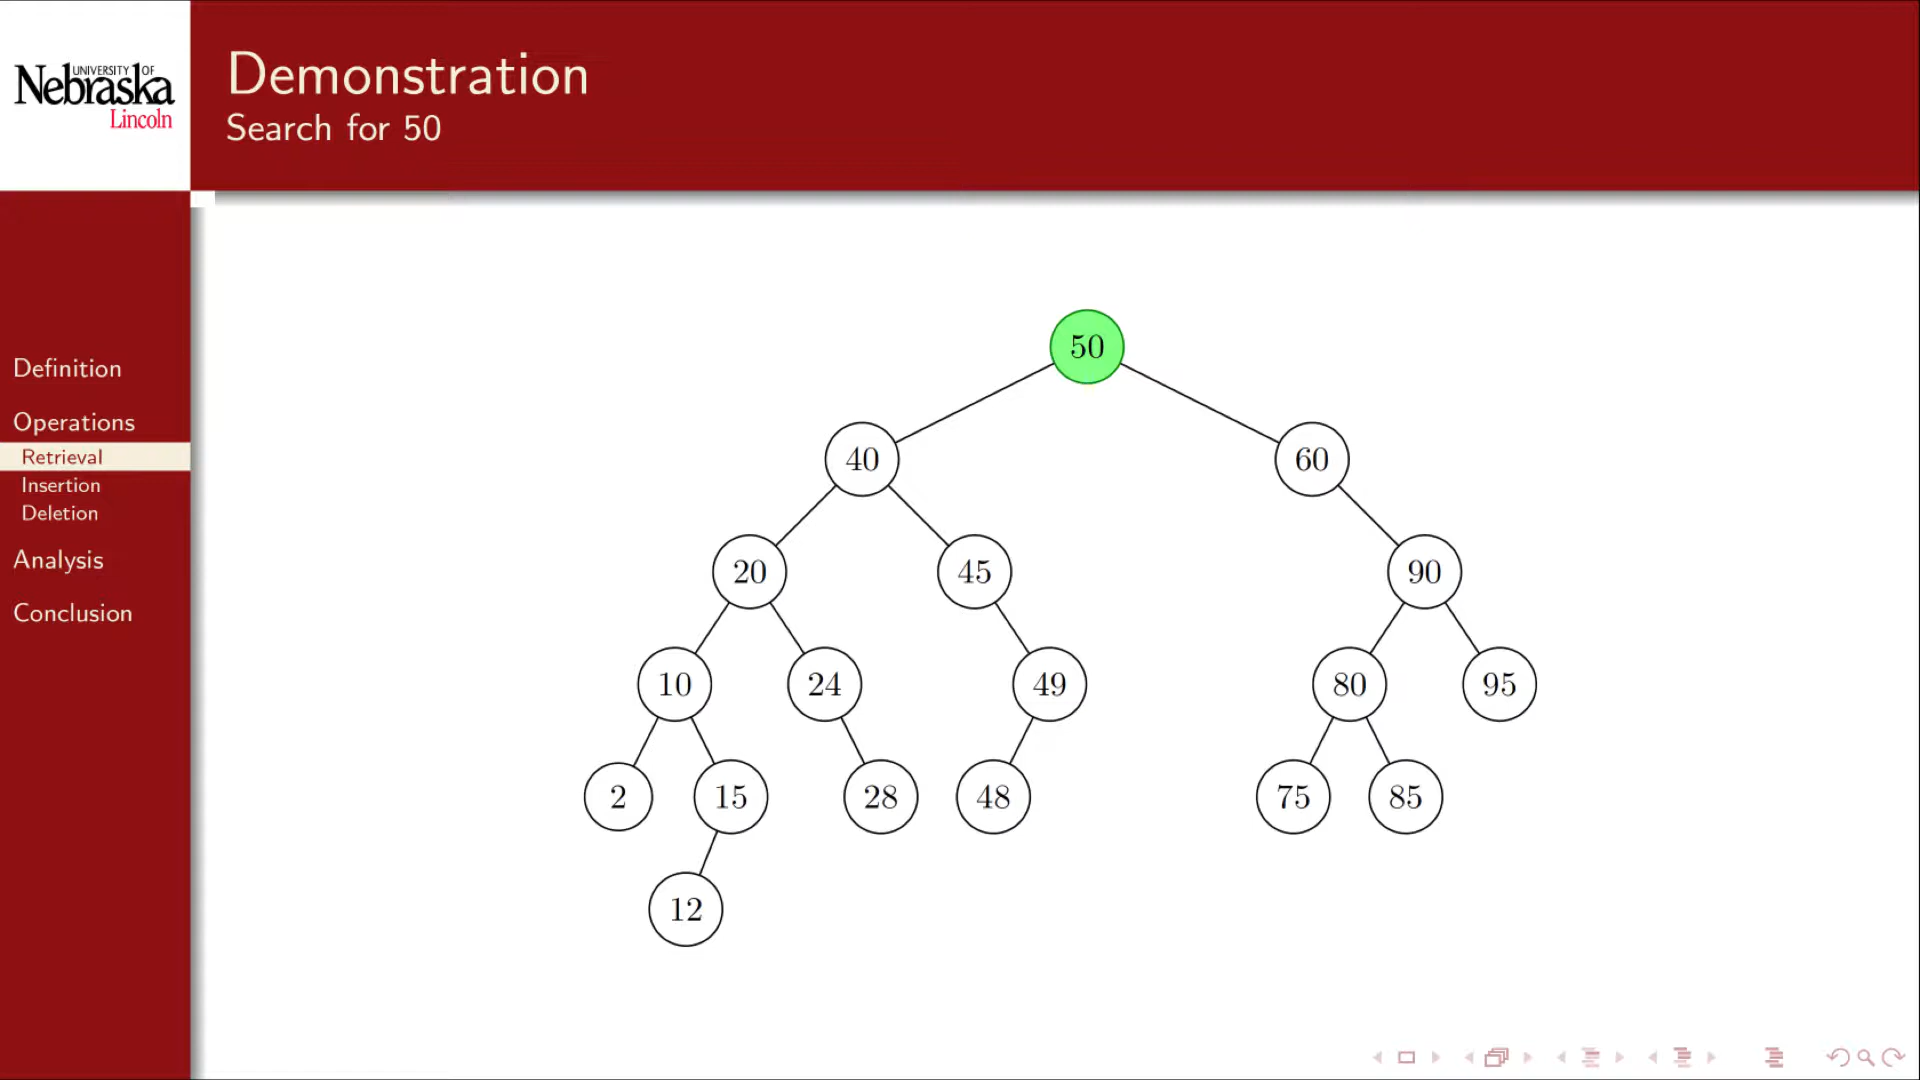 UNIVERSITY OF
Nebraska
Lincoln
Demonstration
Search for 50
Definition
Operations
Retrieval
Insertion
Deletion
Analysis
Conclusion
50
40
60
20
45
90
10
24
49
80
95
2
15
28
48
75
85
12